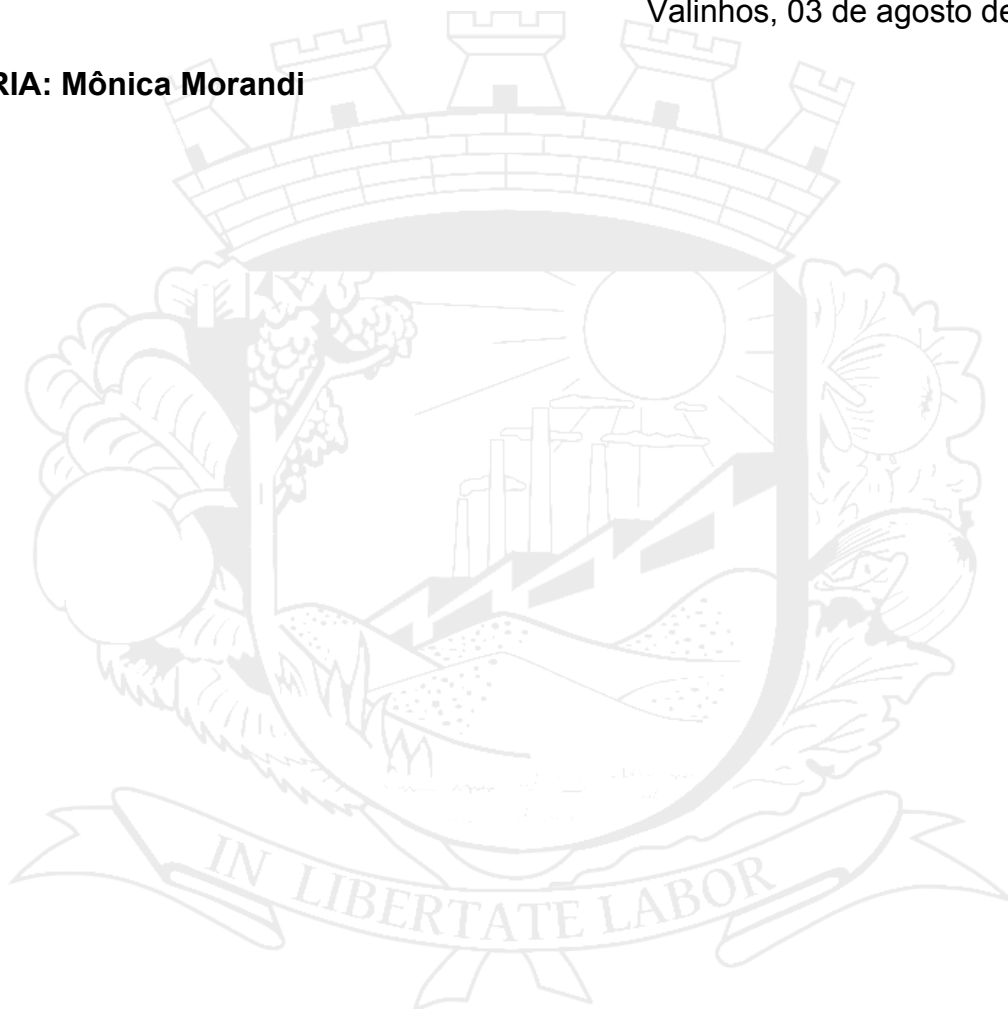 Valinhos, 03 de agosto de
RIA: Mônica Morandi
IN LIBERTATE LABOR